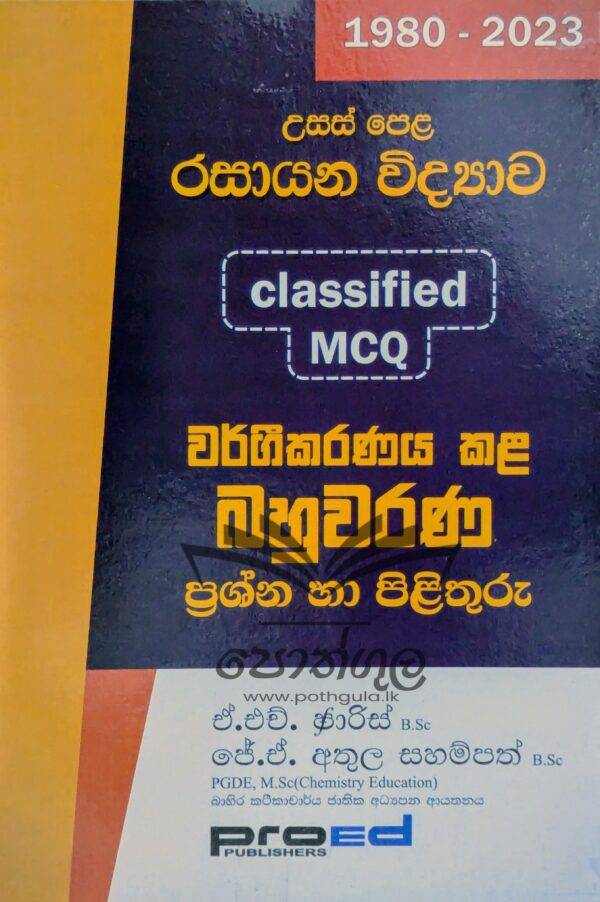 1980 - 2023
උසස් පෙළ
රසායන විද්‍යාව
classified
MCQ
වර්ගීකරණය කළ
බහුවරණ
ප්‍රශ්න හා පිළිතුරු
පොත්ගුල
www.pothgula.lk
ඒ.එච්. ෆාරිස් B.Sc
ජේ.ඒ. අතුල සහම්පත් B.Sc
PGDE, M.Sc(Chemistry Education)
බාහිර කථිකාචාර්ය ජාතික අධ්‍යාපන ආයතනය
proEd
PUBLISHERS